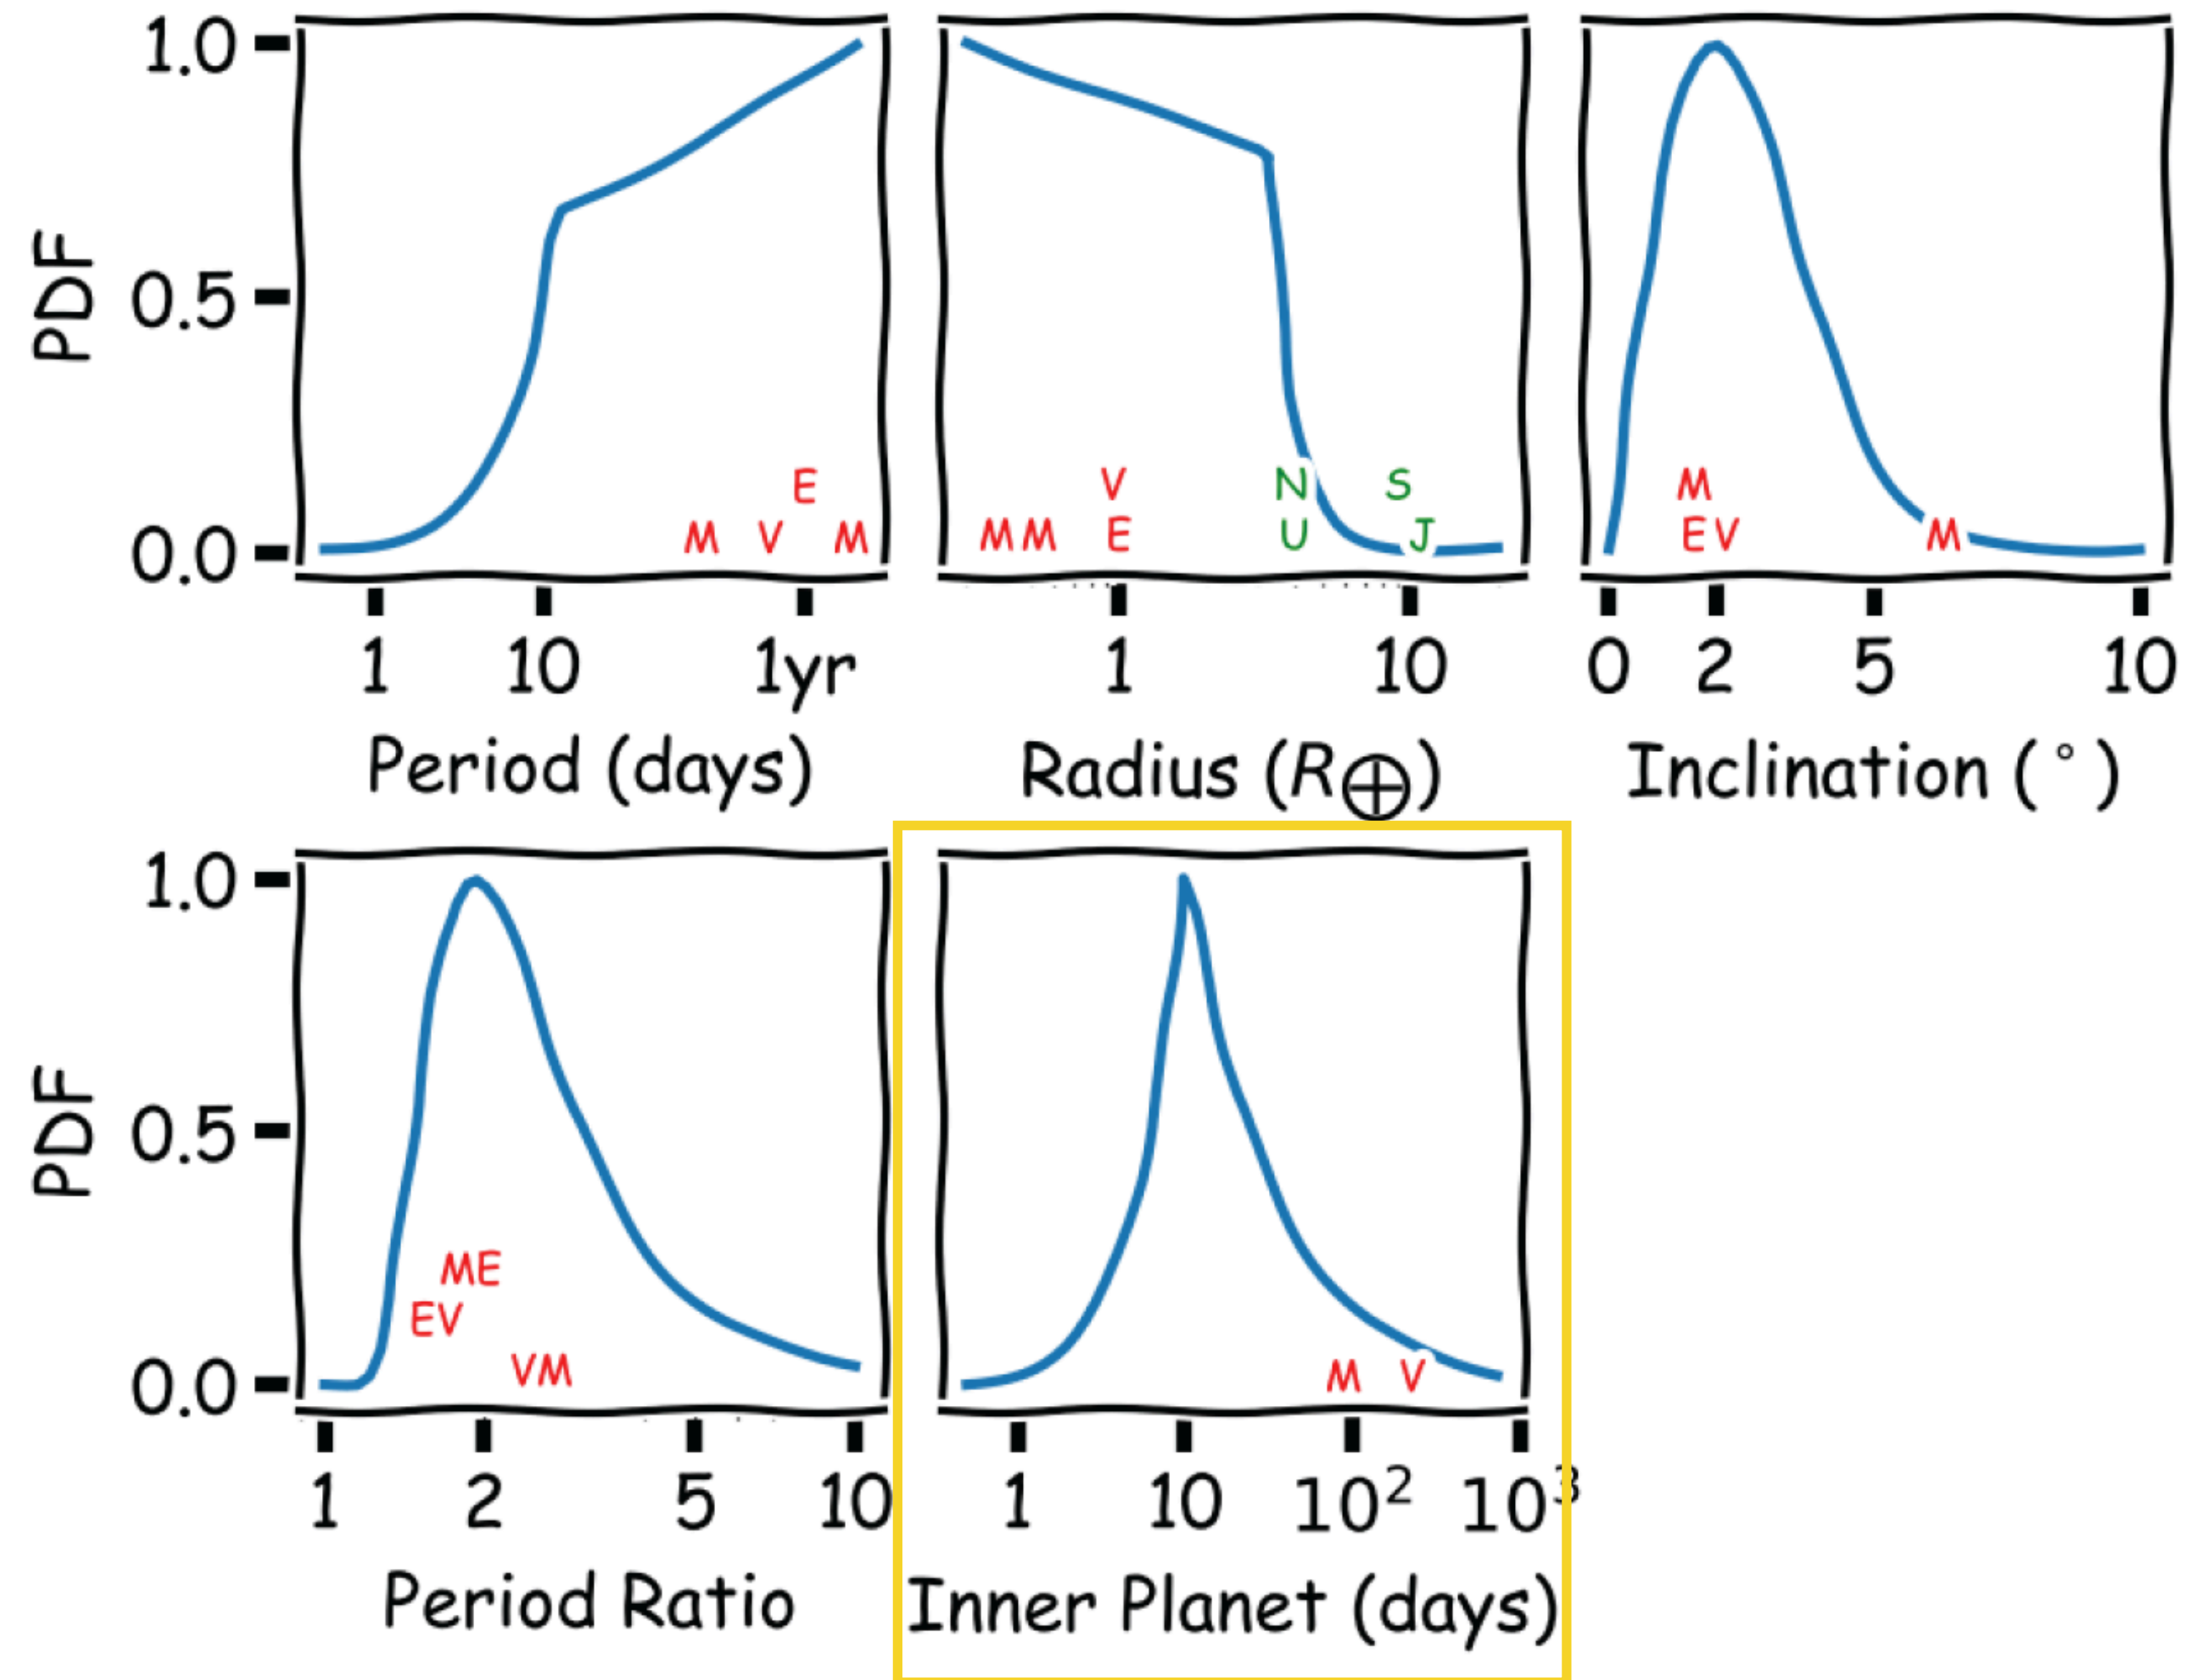 1.0
0.5
0.0
PDF
E
M V M
1 10 1yr
Period (days)
V N S
MM E U J
1 10
Radius (R⊕)
M
EV M
0 2 5 10
Inclination (°)
1.0
0.5
0.0
PDF
ME
EV
VM
1 2 5 10
Period Ratio
M V
1 10 10² 10³
Inner Planet (days)